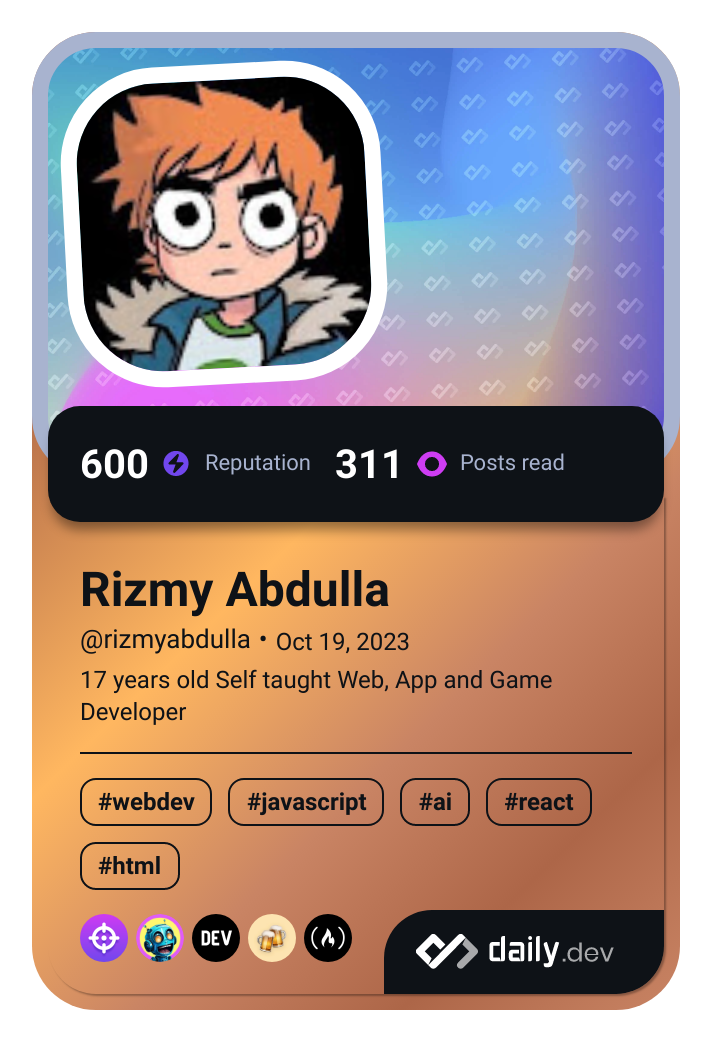 600 Reputation 311 Posts read
Rizmy Abdulla
@rizmyabdulla • Oct 19, 2023
17 years old Self taught Web, App and Game
Developer
#webdev #javascript #ai #react
#html
DEV
daily.dev